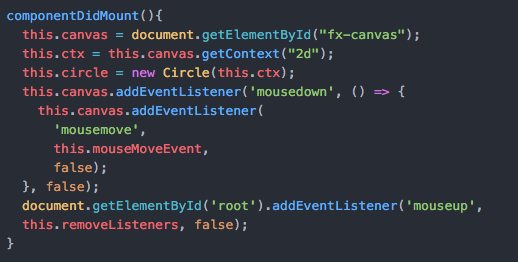 componentDidMount(){
  this.canvas = document.getElementById("fx-canvas");
  this.ctx = this.canvas.getContext("2d");
  this.circle = new Circle(this.ctx);
  this.canvas.addEventListener('mousedown', () => {
    this.canvas.addEventListener(
      'mousemove',
      this.mouseMoveEvent,
      false);
  }, false);
  document.getElementById('root').addEventListener('mouseup',
  this.removeListeners, false);
}